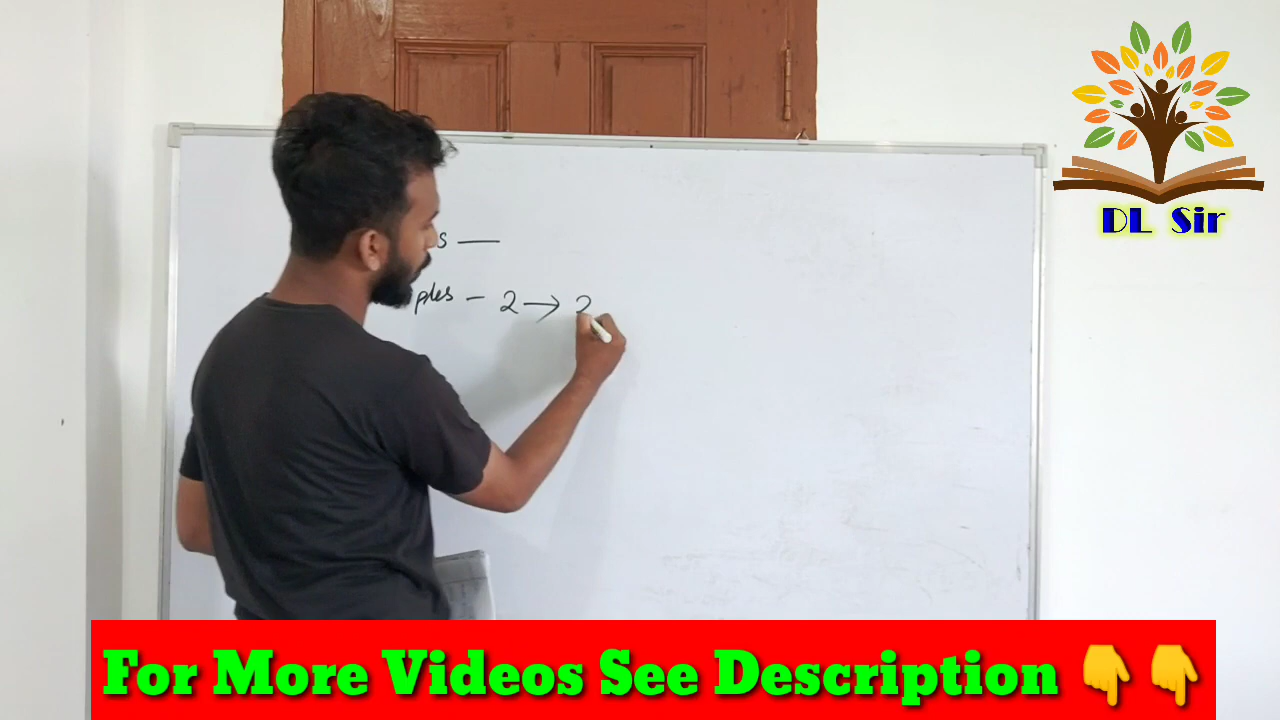 DL Sir
s —
ples – 2 → 2
For More Videos See Description 👇👇